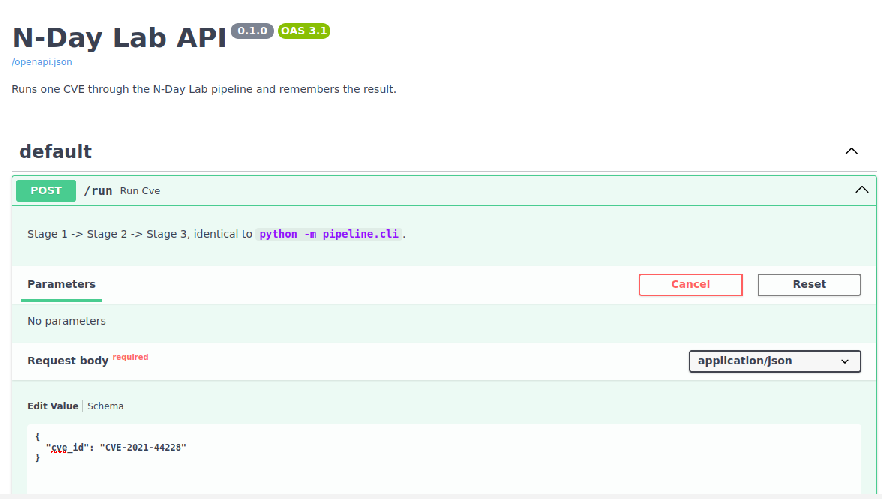 N-Day Lab API 0.1.0 OAS 3.1
/openapi.json
Runs one CVE through the N-Day Lab pipeline and remembers the result.
default
POST /run Run Cve
Stage 1 -> Stage 2 -> Stage 3, identical to python -m pipeline.cli.
Parameters Cancel Reset
No parameters
Request body required application/json
Edit Value Schema
{
"cve_id": "CVE-2021-44228"
}